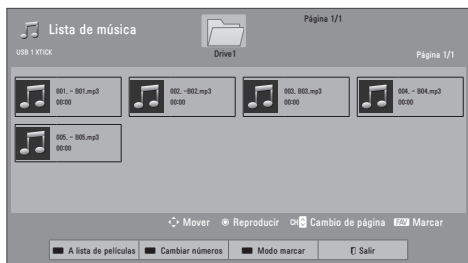 Lista de música
Página 1/1
USB 1 XTICK
Drive1
Página 1/1
001. - B01.mp3
00:00
002. -B02.mp3
00:00
003. B03.mp3
00:00
004. - B04.mp3
00:00
005. - B05.mp3
00:00
Mover Reproducir CH Cambio de página FAV Marcar
A lista de películas Cambiar números Modo marcar Salir